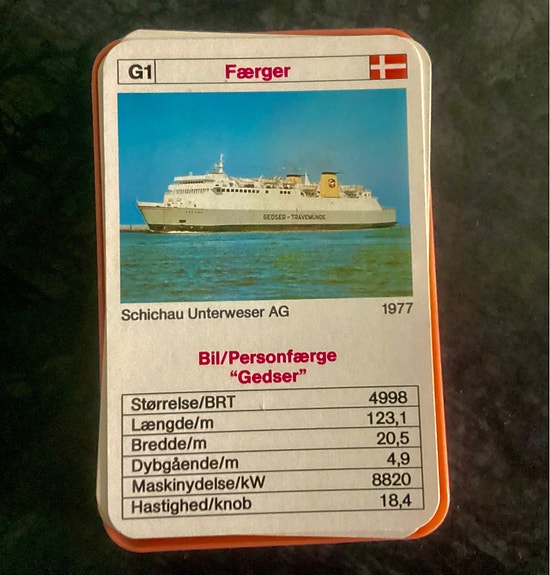 G1 Færger
GEDSER - TRAVEMÜNDE
Schichau Unterweser AG 1977
Bil/Personfærge
“Gedser”
Størrelse/BRT 4998
Længde/m 123,1
Bredde/m 20,5
Dybgående/m 4,9
Maskinydelse/kW 8820
Hastighed/knob 18,4